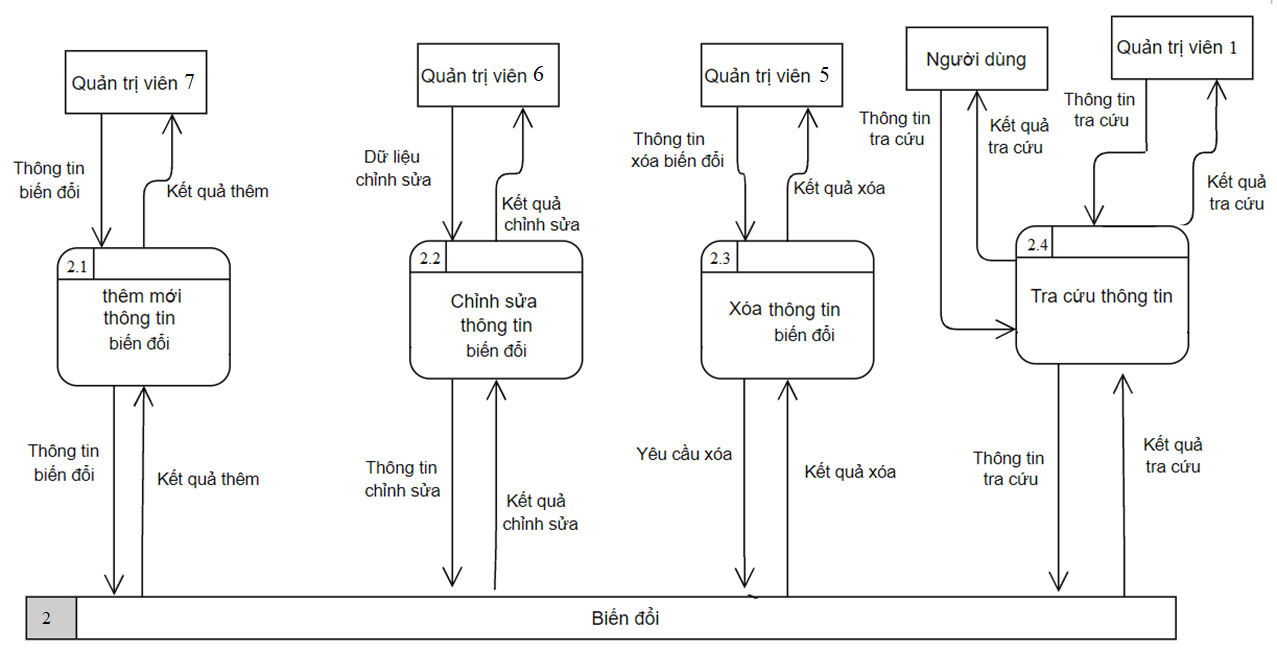 Quản trị viên 7
Quản trị viên 6
Quản trị viên 5
Người dùng
Quản trị viên 1
Thông tin
biến đổi
Kết quả thêm
Dữ liệu
chỉnh sửa
Kết quả
chỉnh sửa
Thông tin
xóa biến đổi
Kết quả xóa
Thông tin
tra cứu
Kết quả
tra cứu
Thông tin
tra cứu
Kết quả
tra cứu
2.1
thêm mới
thông tin
biến đổi
2.2
Chỉnh sửa
thông tin
biến đổi
2.3
Xóa thông tin
biến đổi
2.4
Tra cứu thông tin
Thông tin
biến đổi
Kết quả thêm
Thông tin
chỉnh sửa
Kết quả
chỉnh sửa
Yêu cầu xóa
Kết quả xóa
Thông tin
tra cứu
Kết quả
tra cứu
2
Biến đổi